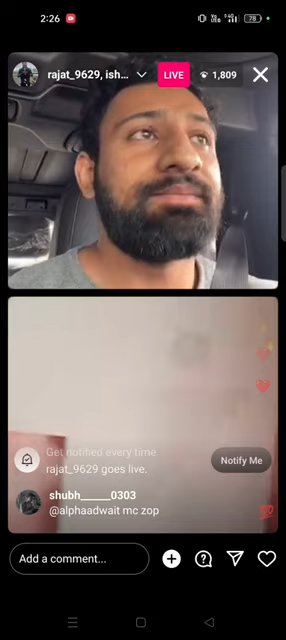 2:26
78
rajat_9629, ish...
LIVE
1,809
Get notified every time
rajat_9629 goes live.
Notify Me
shubh_____0303
@alphaadwait mc zop
Add a comment...